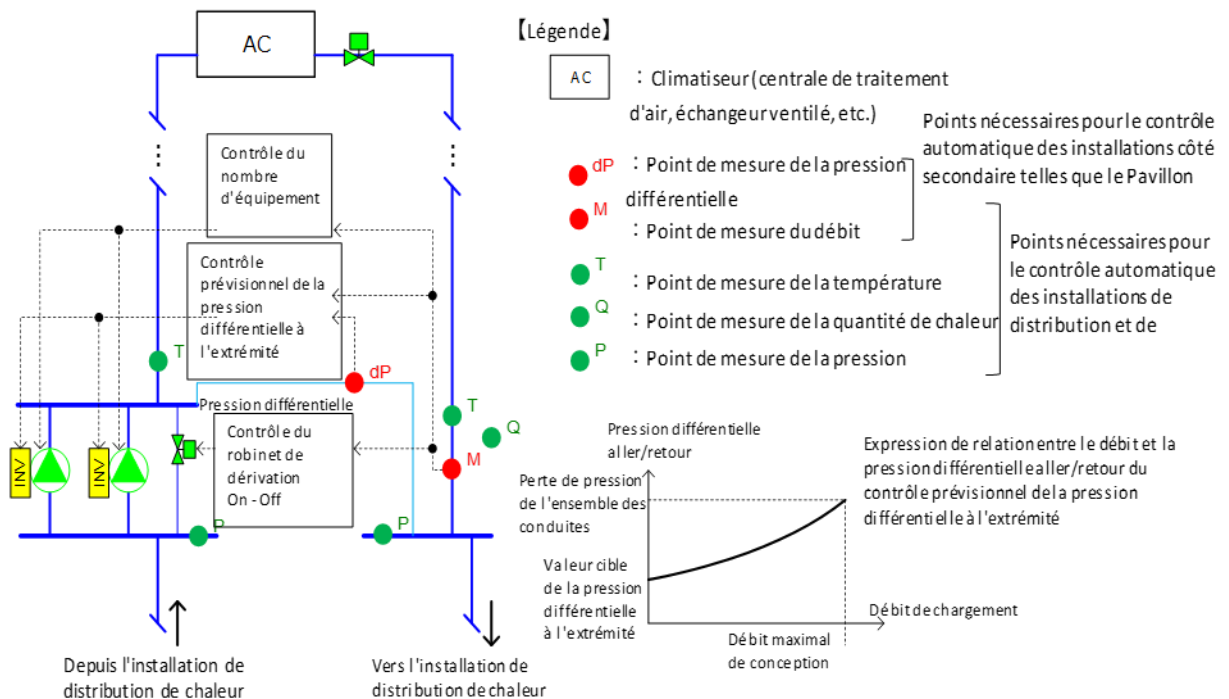 AC
Contrôle du
nombre
d'équipement
Contrôle
prévisionnel de la
pression
différentielle à
l'extrémité
T
dP
Pression différentielle
Contrôle du
robinet de
dérivation
On - Off
T
Q
M
INV
INV
P
P
Depuis l'installation de
distribution de chaleur
Vers l'installation de
distribution de chaleur
【Légende】
AC
: Climatiseur (centrale de traitement
d'air, échangeur ventilé, etc.)
dP
: Point de mesure de la pression
différentielle
M
: Point de mesure du débit
T
: Point de mesure de la température
Q
: Point de mesure de la quantité de chaleur
P
: Point de mesure de la pression
Points nécessaires pour le contrôle
automatique des installations côté
secondaire telles que le Pavillon
Points nécessaires pour
le contrôle automatique
des installations de
distribution et de
Pression différentielle
aller/retour
Perte de pression
de l'ensemble des
conduites
Valeur cible
de la pression
différentielle
à l'extrémité
Débit maximal
de conception
Débit de chargement
Expression de relation entre le débit et la
pression différentielle aller/retour du
contrôle prévisionnel de la pression
différentielle à l'extrémité